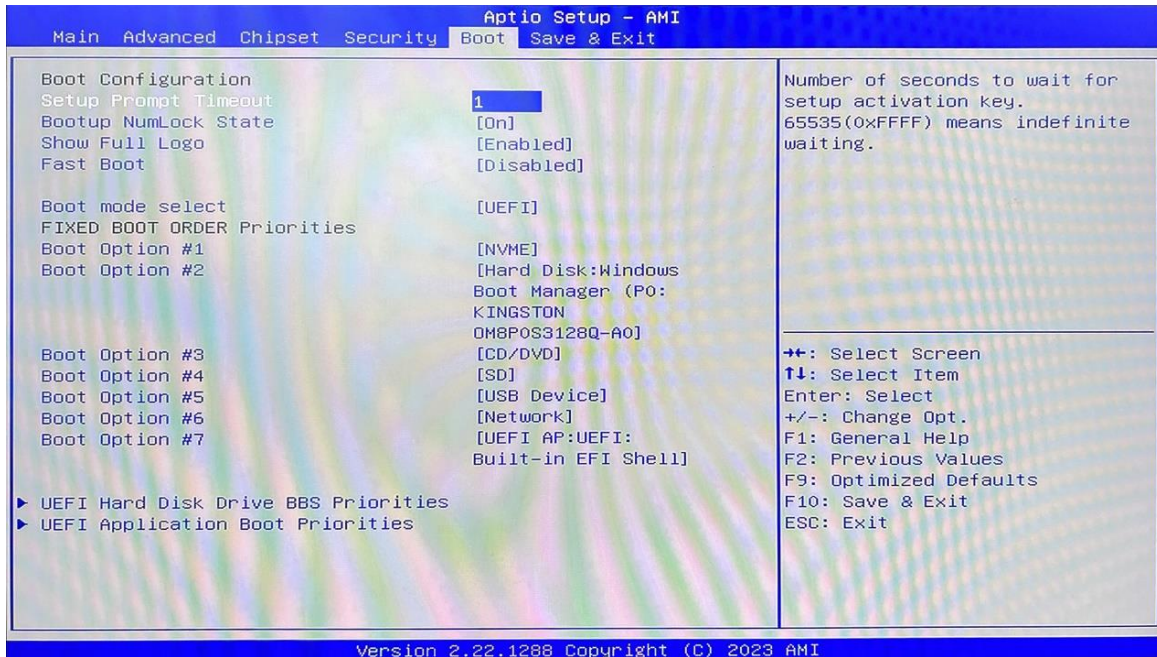 Aptio Setup – AMI
Main Advanced Chipset Security Boot Save & Exit
Boot Configuration
Setup Prompt Timeout 1
Bootup NumLock State [On]
Show Full Logo [Enabled]
Fast Boot [Disabled]
Boot mode select [UEFI]
FIXED BOOT ORDER Priorities
Boot Option #1 [NVME]
Boot Option #2 [Hard Disk:Windows
Boot Manager (P0:
KINGSTON
OM8P0S3128Q-A0]
Boot Option #3 [CD/DVD]
Boot Option #4 [SD]
Boot Option #5 [USB Device]
Boot Option #6 [Network]
Boot Option #7 [UEFI AP:UEFI:
Built-in EFI Shell]
UEFI Hard Disk Drive BBS Priorities
UEFI Application Boot Priorities
Number of seconds to wait for
setup activation key.
65535(0xFFFF) means indefinite
waiting.
→←: Select Screen
↑↓: Select Item
Enter: Select
+/-: Change Opt.
F1: General Help
F2: Previous Values
F9: Optimized Defaults
F10: Save & Exit
ESC: Exit
Version 2.22.1288 Copyright (C) 2023 AMI